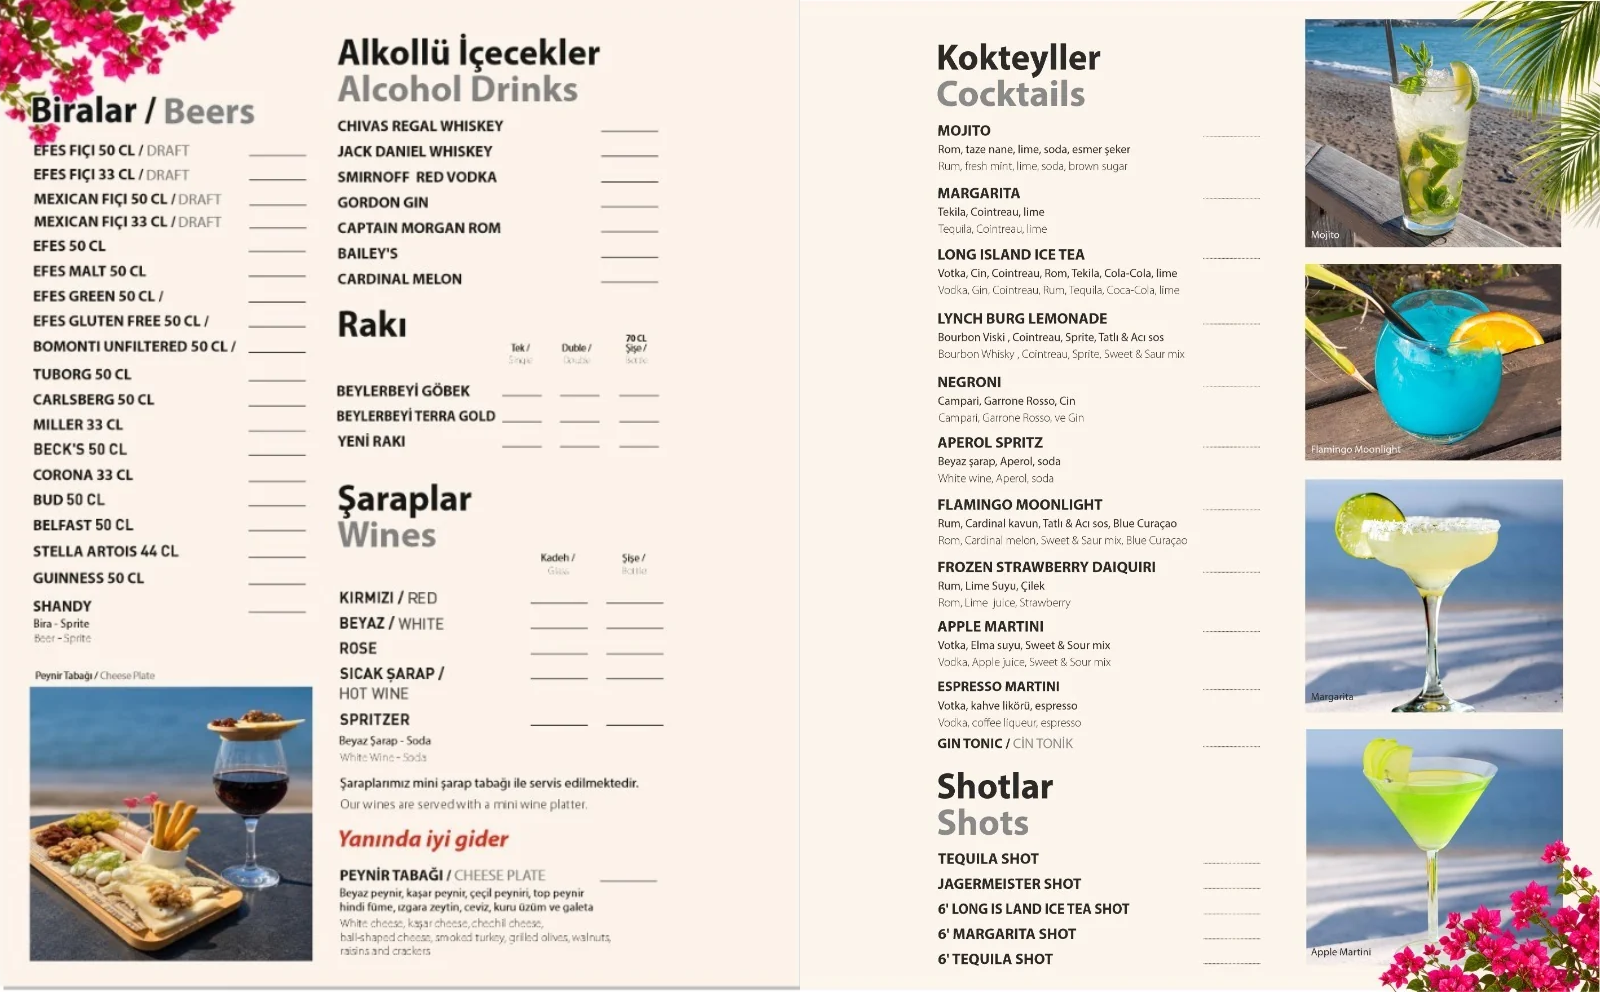 Biralar / Beers
EFES FIÇI 50 CL / DRAFT
EFES FIÇI 33 CL / DRAFT
MEXICAN FIÇI 50 CL / DRAFT
MEXICAN FIÇI 33 CL / DRAFT
EFES 50 CL
EFES MALT 50 CL
EFES GREEN 50 CL /
EFES GLUTEN FREE 50 CL /
BOMONTI UNFILTERED 50 CL /
TUBORG 50 CL
CARLSBERG 50 CL
MILLER 33 CL
BECK'S 50 CL
CORONA 33 CL
BUD 50 CL
BELFAST 50 CL
STELLA ARTOIS 44 CL
GUINNESS 50 CL
SHANDY
Bira - Sprite
Beer - Sprite
Peynir Tabağı / Cheese Plate
Alkollü İçecekler
Alcohol Drinks
CHIVAS REGAL WHISKEY
JACK DANIEL WHISKEY
SMIRNOFF RED VODKA
GORDON GIN
CAPTAIN MORGAN ROM
BAILEY'S
CARDINAL MELON
Rakı
Tek / Duble / 70 CL Şişe /
Single Double Bottle
BEYLERBEYİ GÖBEK
BEYLERBEYİ TERRA GOLD
YENİ RAKI
Şaraplar
Wines
Kadeh / Şişe /
Glass Bottle
KIRMIZI / RED
BEYAZ / WHITE
ROSE
SICAK ŞARAP /
HOT WINE
SPRITZER
Beyaz Şarap - Soda
White Wine - Soda
Şaraplarımız mini şarap tabağı ile servis edilmektedir.
Our wines are served with a mini wine platter.
Yanında iyi gider
PEYNİR TABAĞI / CHEESE PLATE
Beyaz peynir, kaşar peynir, çeçil peyniri, top peynir
hindi füme, ızgara zeytin, ceviz, kuru üzüm ve galeta
White cheese, kaşar cheese, chechil cheese,
ball-shaped cheese, smoked turkey, grilled olives, walnuts,
raisins and crackers
Kokteyller
Cocktails
MOJITO
Rom, taze nane, lime, soda, esmer şeker
Rum, fresh mint, lime, soda, brown sugar
MARGARITA
Tekila, Cointreau, lime
Tequila, Cointreau, lime
LONG ISLAND ICE TEA
Votka, Cin, Cointreau, Rom, Tekila, Cola-Cola, lime
Vodka, Gin, Cointreau, Rum, Tequila, Coca-Cola, lime
LYNCH BURG LEMONADE
Bourbon Viski , Cointreau, Sprite, Tatlı & Acı sos
Bourbon Whisky , Cointreau, Sprite, Sweet & Saur mix
NEGRONI
Campari, Garrone Rosso, Cin
Campari, Garrone Rosso, ve Gin
APEROL SPRITZ
Beyaz şarap, Aperol, soda
White wine, Aperol, soda
FLAMINGO MOONLIGHT
Rum, Cardinal kavun, Tatlı & Acı sos, Blue Curaçao
Rom, Cardinal melon, Sweet & Saur mix, Blue Curaçao
FROZEN STRAWBERRY DAIQUIRI
Rum, Lime Suyu, Çilek
Rom, Lime juice, Strawberry
APPLE MARTINI
Votka, Elma suyu, Sweet & Sour mix
Vodka, Apple juice, Sweet & Sour mix
ESPRESSO MARTINI
Votka, kahve likörü, espresso
Vodka, coffee liqueur, espresso
GIN TONIC / CİN TONİK
Shotlar
Shots
TEQUILA SHOT
JAGERMEISTER SHOT
6' LONG IS LAND ICE TEA SHOT
6' MARGARITA SHOT
6' TEQUILA SHOT
Mojito
Flamingo Moonlight
Margarita
Apple Martini